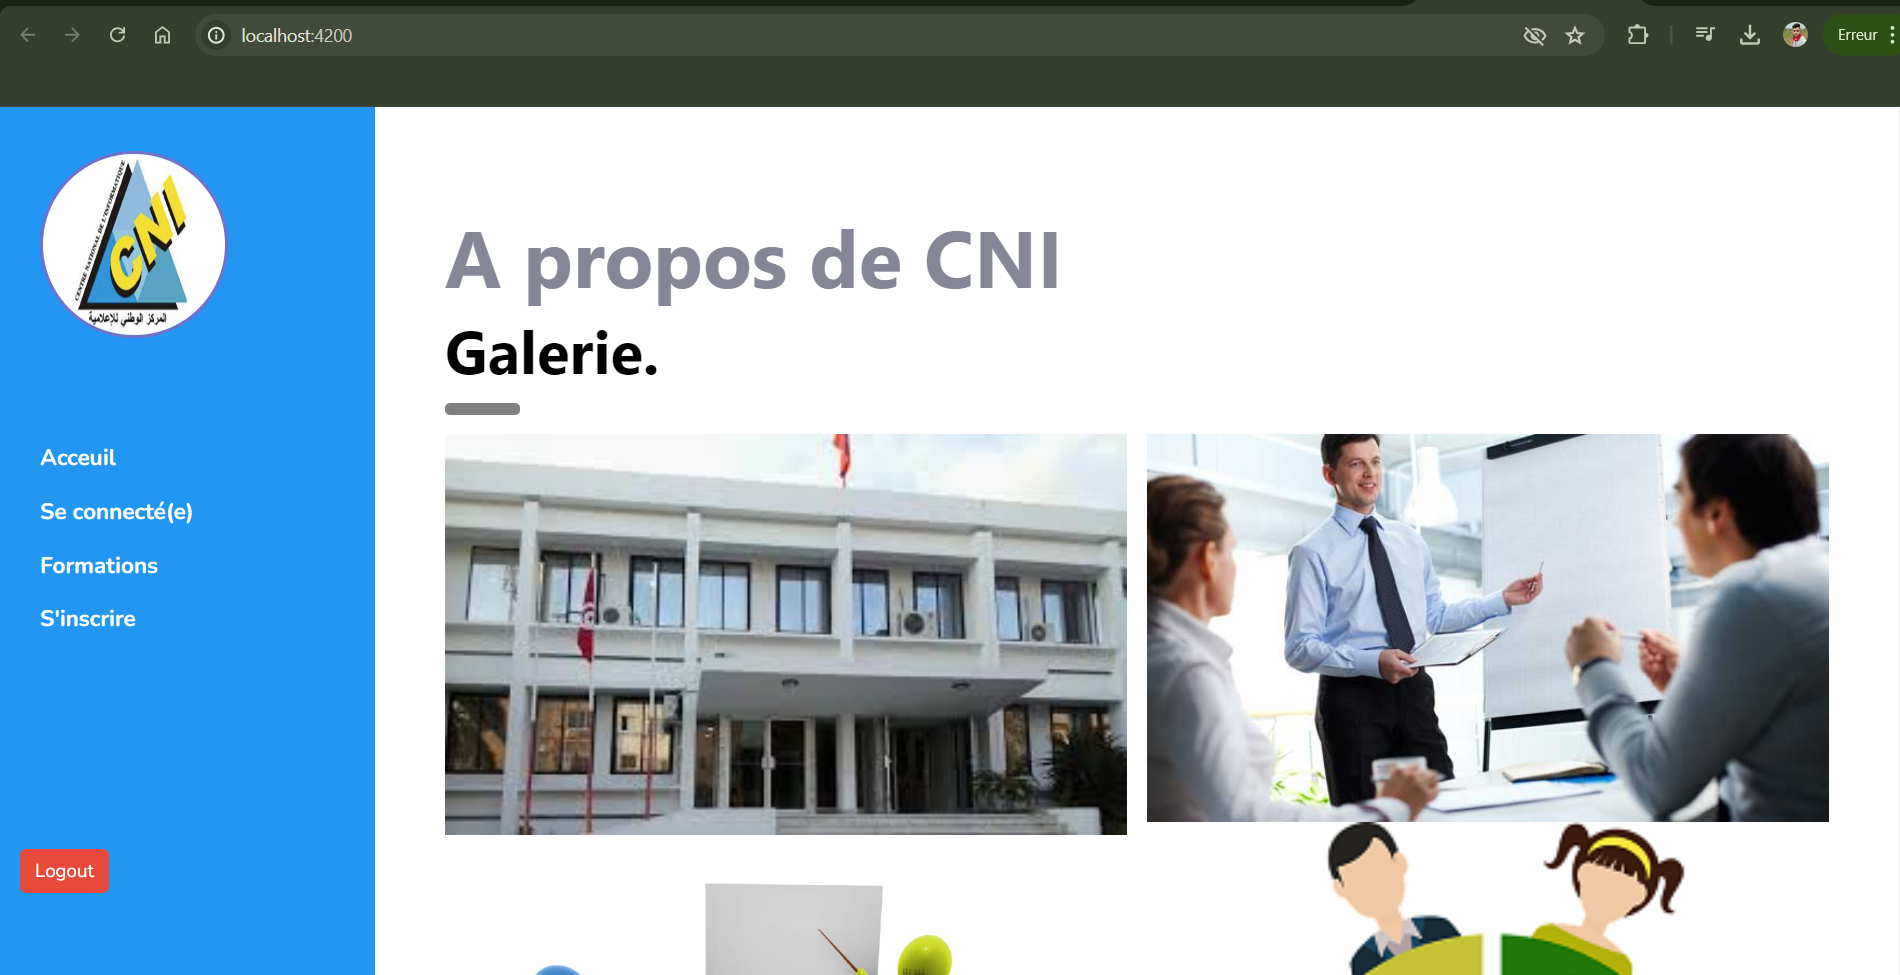 localhost:4200
Erreur
CENTRE NATIONAL DE L'INFORMATIQUE
CNI
المركز الوطني للإعلامية
Acceuil
Se connecté(e)
Formations
S'inscrire
Logout
A propos de CNI
Galerie.